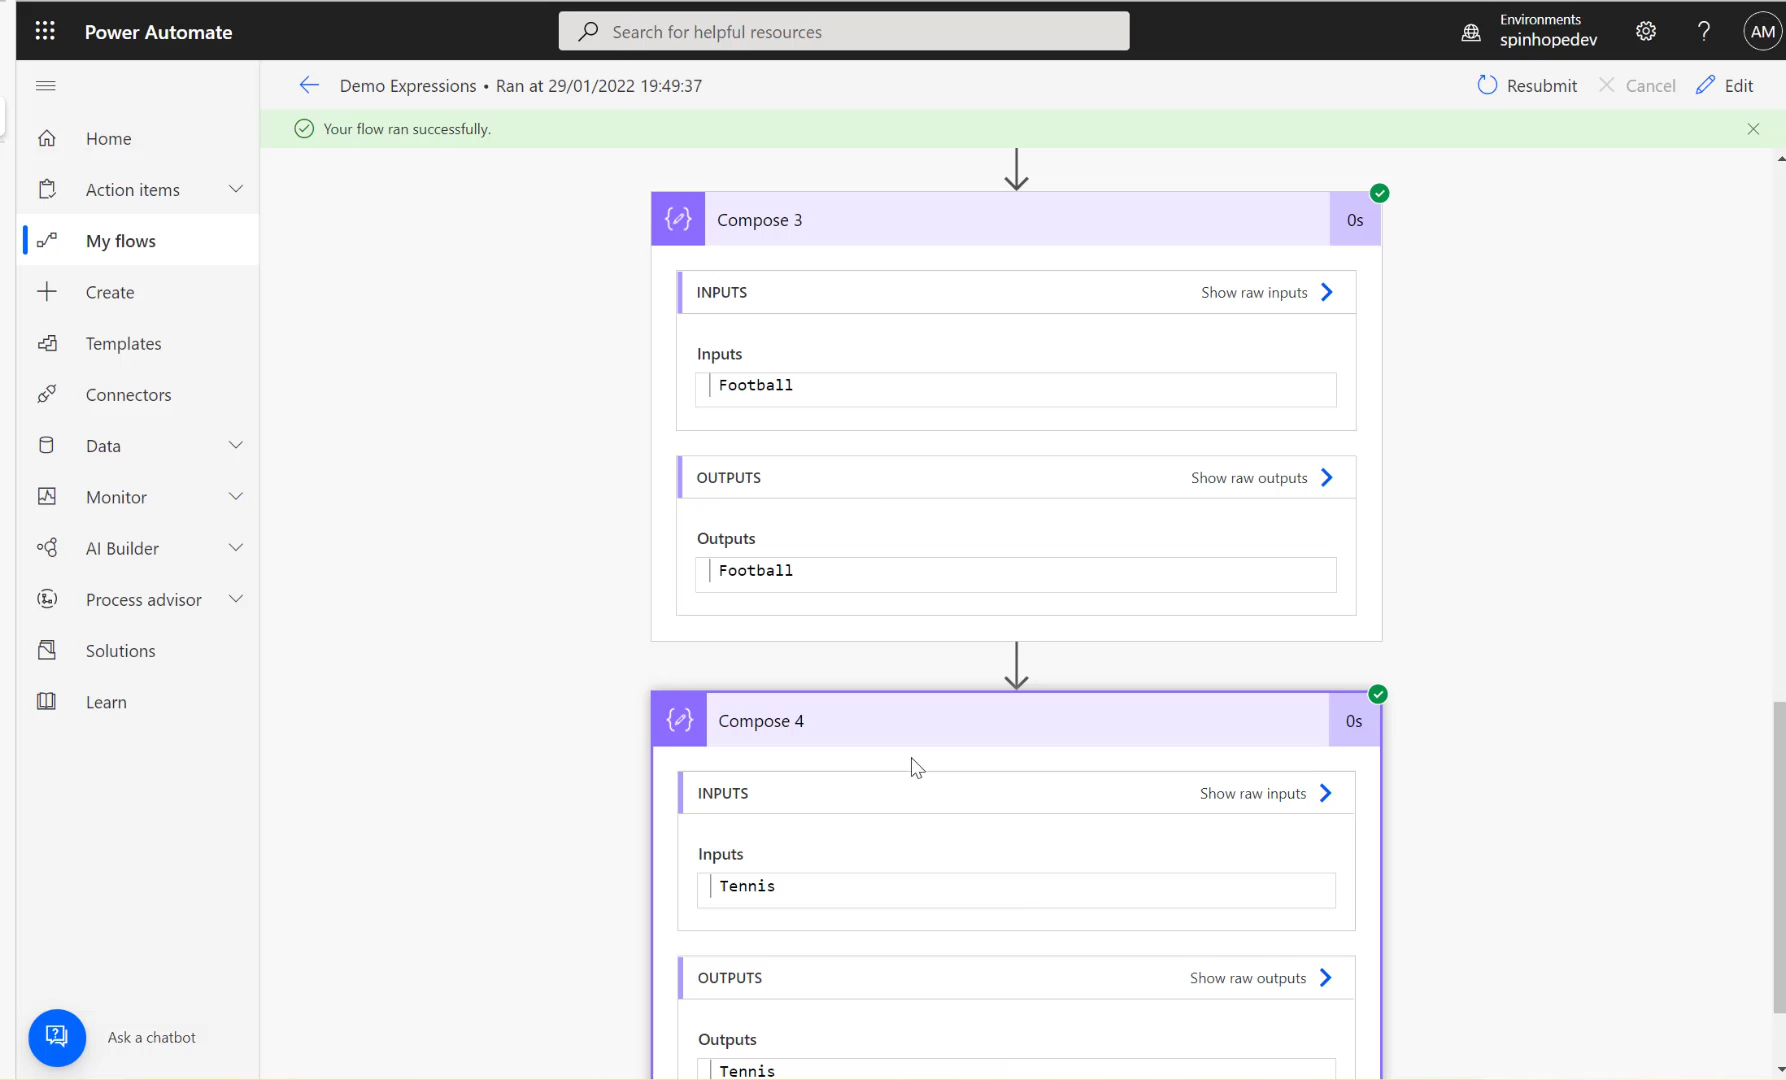 Power Automate
Search for helpful resources
Environments
spinhopedev
?
AM
Demo Expressions • Ran at 29/01/2022 19:49:37
Resubmit
Cancel
Edit
Your flow ran successfully.
Home
Action items
My flows
Create
Templates
Connectors
Data
Monitor
AI Builder
Process advisor
Solutions
Learn
Ask a chatbot
Compose 3
0s
INPUTS
Show raw inputs
Inputs
Football
OUTPUTS
Show raw outputs
Outputs
Football
Compose 4
0s
INPUTS
Show raw inputs
Inputs
Tennis
OUTPUTS
Show raw outputs
Outputs
Tennis